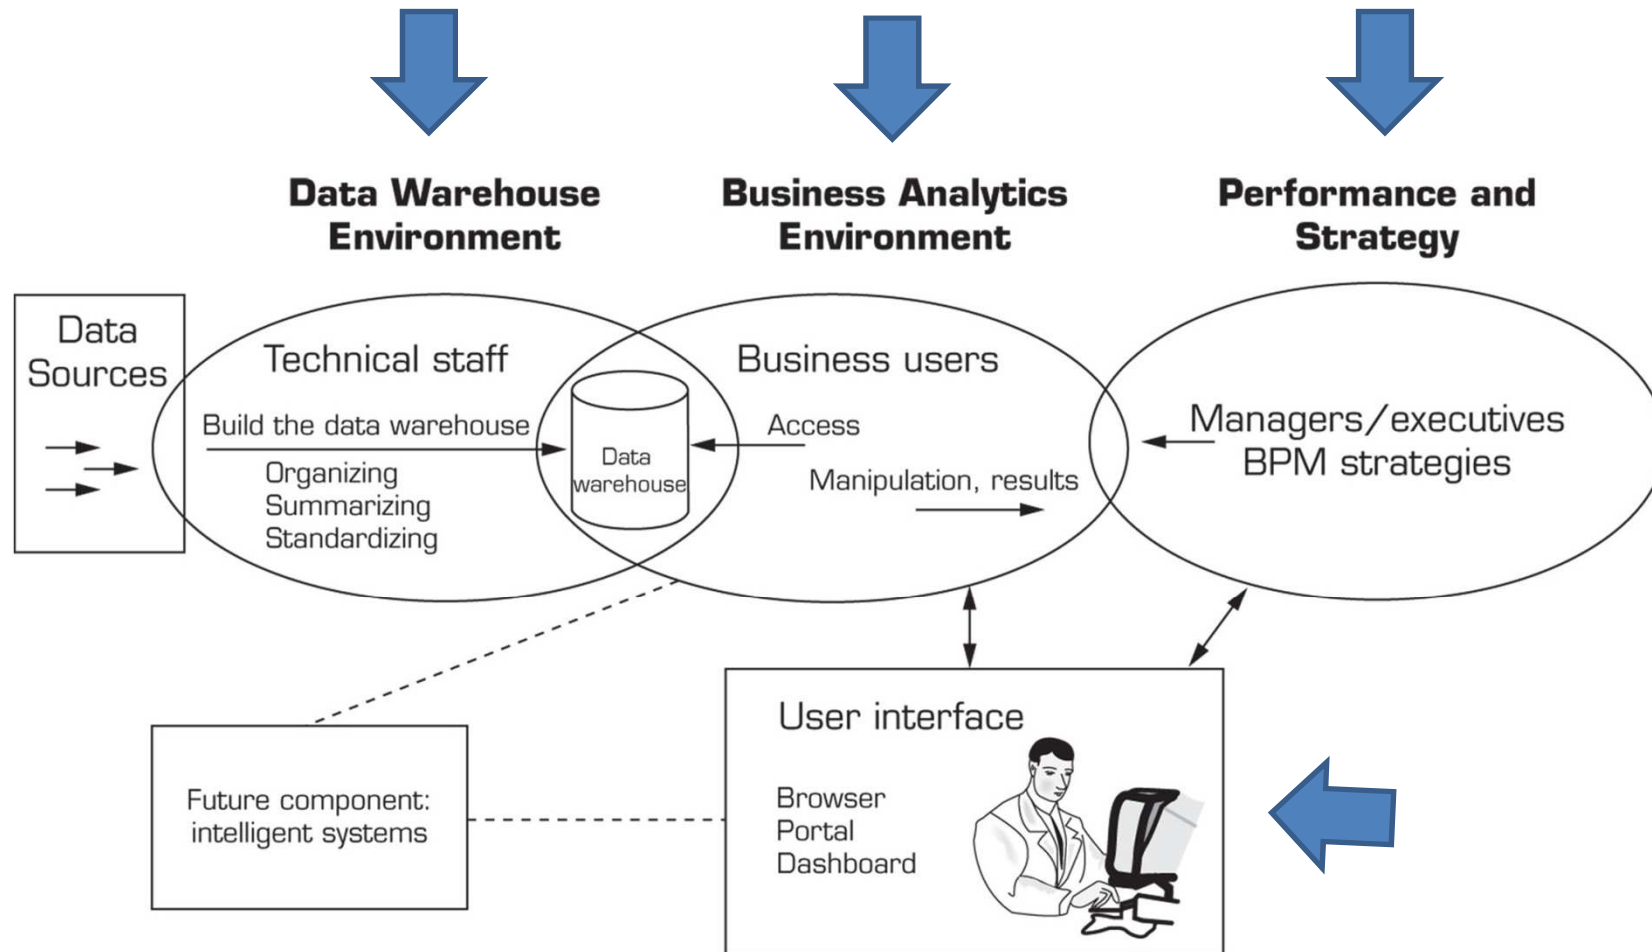 Data Warehouse
Environment
Business Analytics
Environment
Performance and
Strategy
Data
Sources
Technical staff
Build the data warehouse
Organizing
Summarizing
Standardizing
Data
warehouse
Business users
Access
Manipulation, results
Managers/executives
BPM strategies
Future component:
intelligent systems
User interface
Browser
Portal
Dashboard